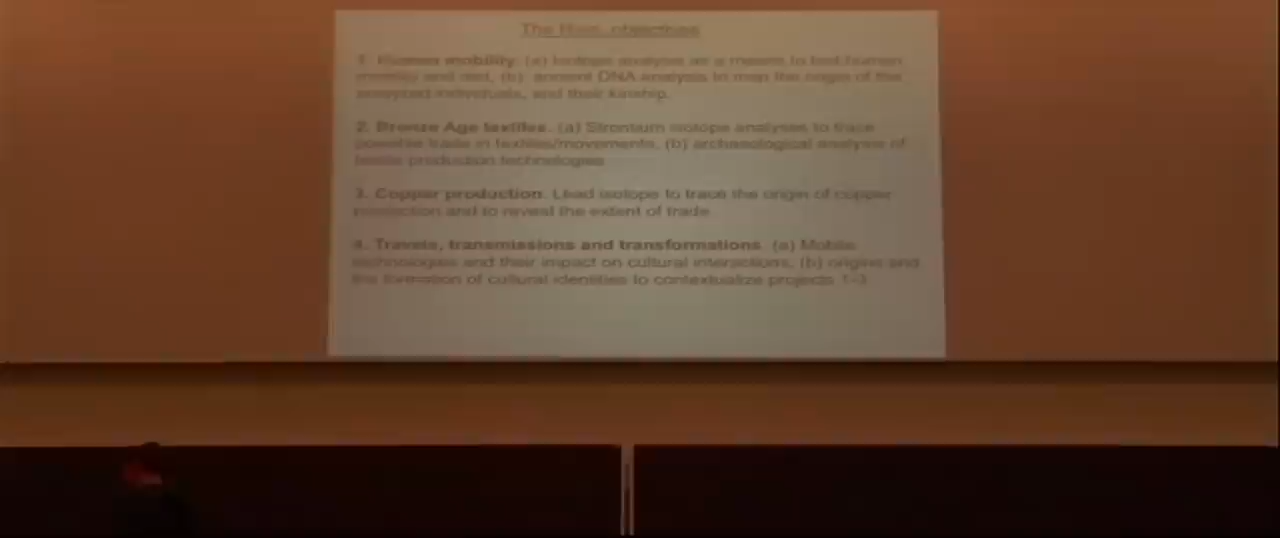 The Main objectives
1. Human mobility. (a) Isotope analysis as a means to test human
mobility and diet, (b) ancient DNA analysis to map the origin of the
analyzed individuals, and their kinship.
2. Bronze Age textiles. (a) Strontium isotope analyses to trace
possible trade in textiles/movements, (b) archaeological analysis of
textile production technologies
3. Copper production. Lead isotope to trace the origin of copper
production and to reveal the extent of trade
4. Travels, transmissions and transformations. (a) Mobile
technologies and their impact on cultural interactions, (b) origins and
the formation of cultural identities to contextualize projects 1-3